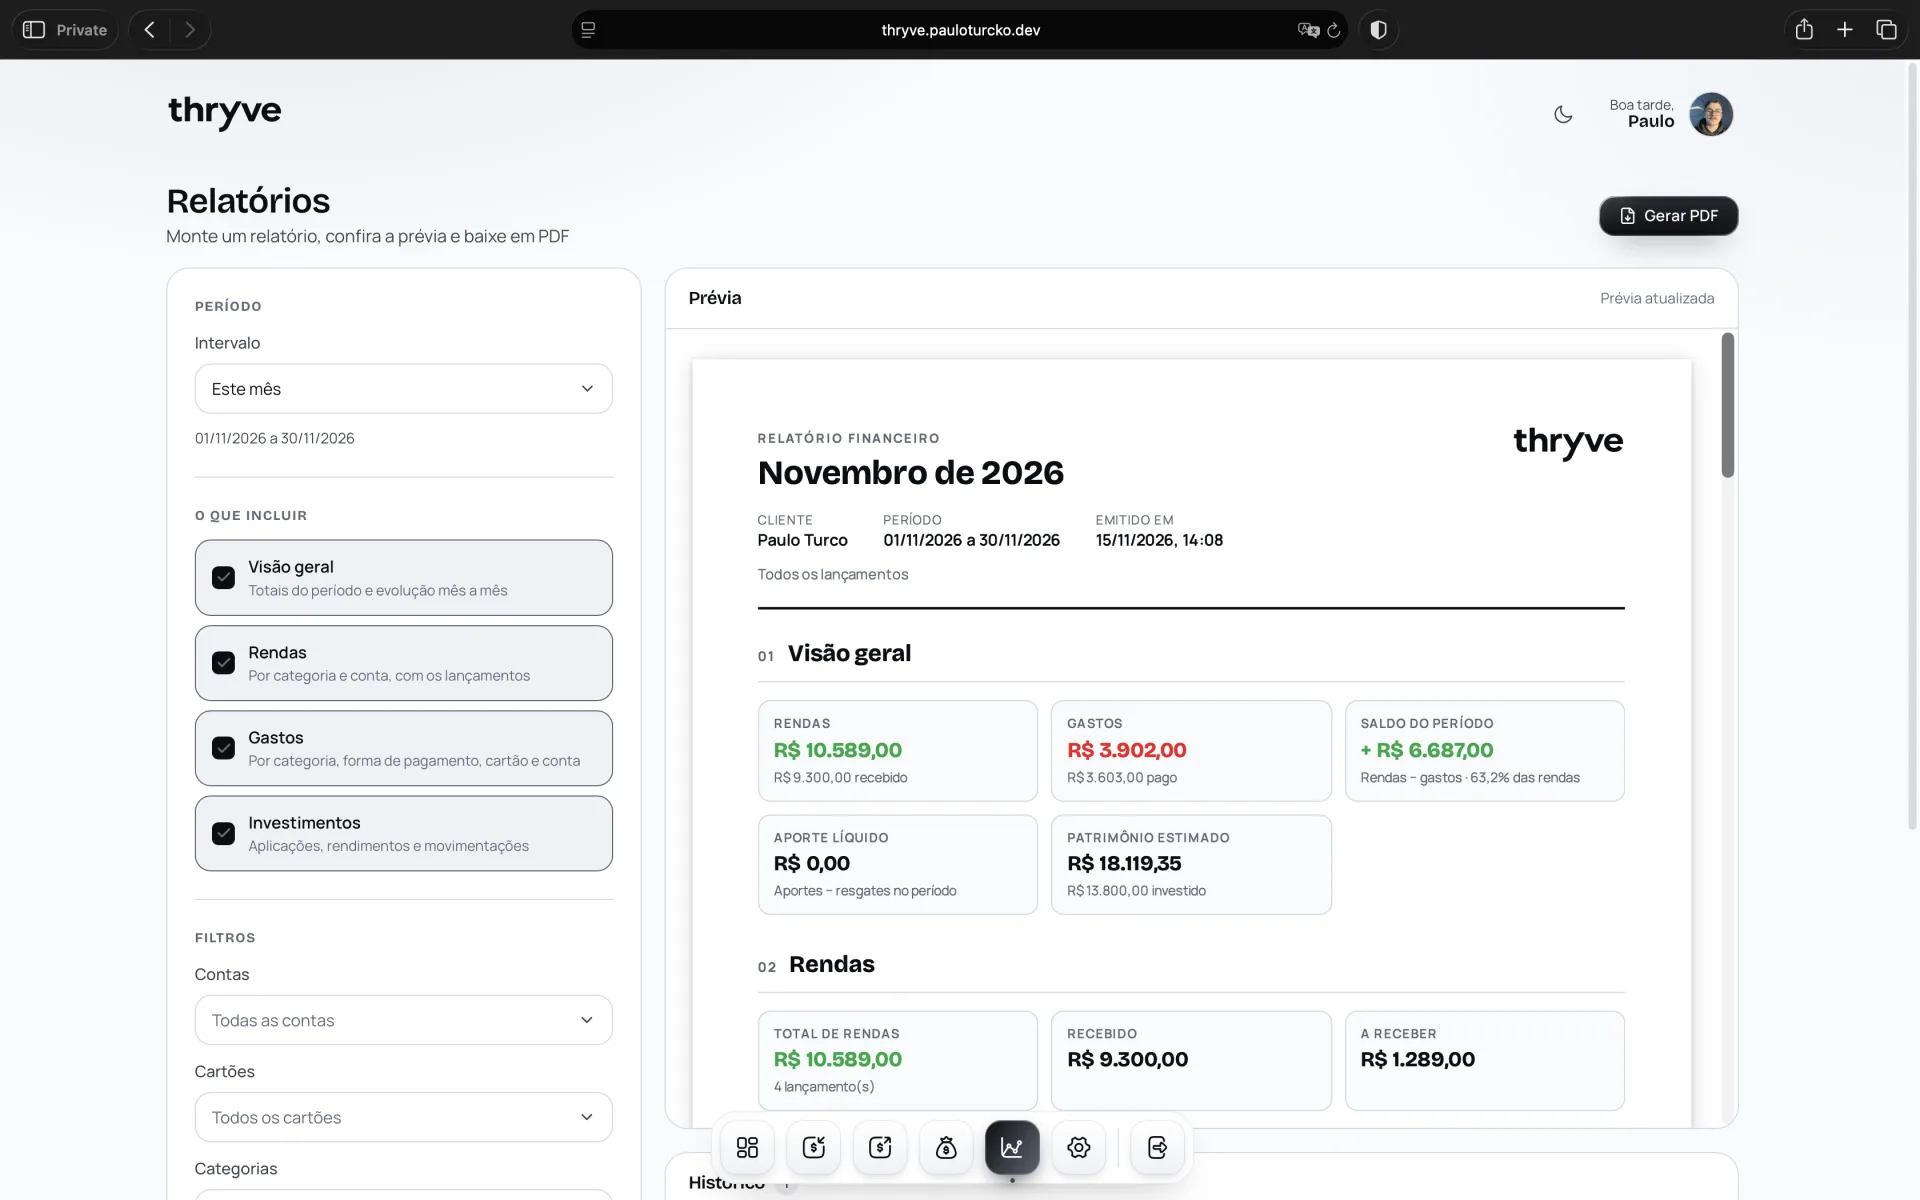 Private
thryve.pauloturcko.dev
thryve
Boa tarde,
Paulo
Relatórios
Monte um relatório, confira a prévia e baixe em PDF
Gerar PDF
PERÍODO
Intervalo
Este mês
01/11/2026 a 30/11/2026
O QUE INCLUIR
Visão geral
Totais do período e evolução mês a mês
Rendas
Por categoria e conta, com os lançamentos
Gastos
Por categoria, forma de pagamento, cartão e conta
Investimentos
Aplicações, rendimentos e movimentações
FILTROS
Contas
Todas as contas
Cartões
Todos os cartões
Categorias
Prévia
Prévia atualizada
RELATÓRIO FINANCEIRO
thryve
Novembro de 2026
CLIENTE PERÍODO EMITIDO EM
Paulo Turco 01/11/2026 a 30/11/2026 15/11/2026, 14:08
Todos os lançamentos
01 Visão geral
RENDAS
R$ 10.589,00
R$ 9.300,00 recebido
GASTOS
R$ 3.902,00
R$ 3.603,00 pago
SALDO DO PERÍODO
+ R$ 6.687,00
Rendas − gastos · 63,2% das rendas
APORTE LÍQUIDO
R$ 0,00
Aportes − resgates no período
PATRIMÔNIO ESTIMADO
R$ 18.119,35
R$ 13.800,00 investido
02 Rendas
TOTAL DE RENDAS
R$ 10.589,00
4 lançamento(s)
RECEBIDO
R$ 9.300,00
A RECEBER
R$ 1.289,00
Histórico